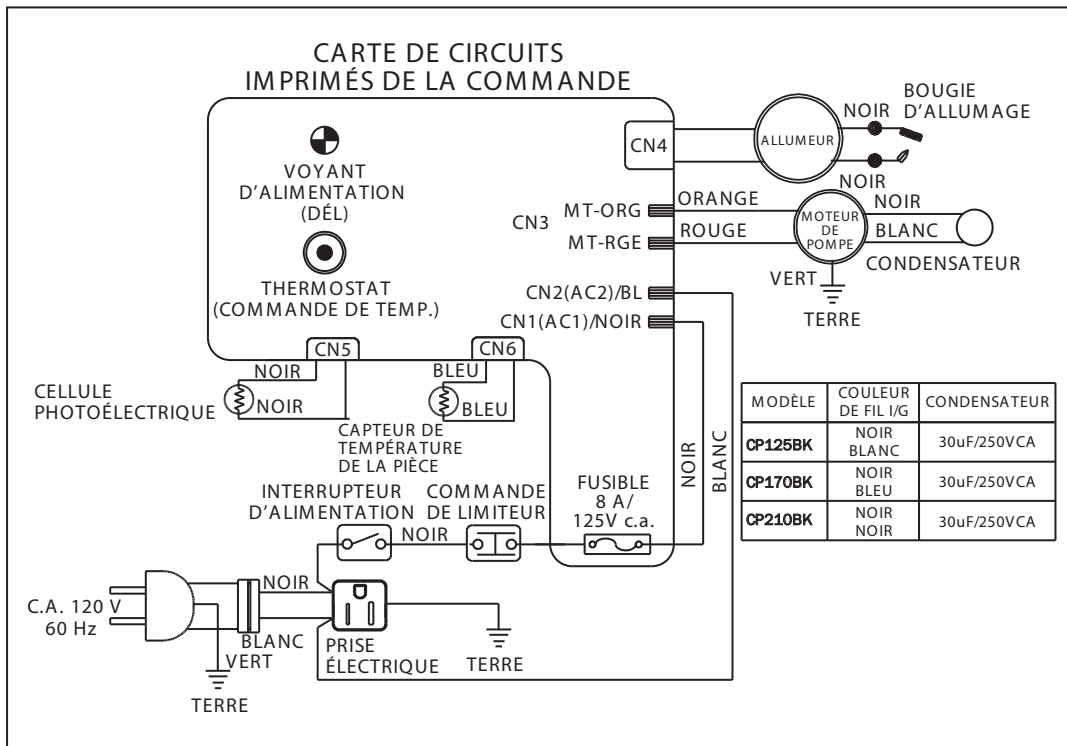 CARTE DE CIRCUITS
IMPRIMÉS DE LA COMMANDE
VOYANT
D'ALIMENTATION
(DÉL)
THERMOSTAT
(COMMANDE DE TEMP.)
CN4
CN3
MT-ORG
MT-RGE
CN2(AC2)/BL
CN1(AC1)/NOIR
CN5
CN6
ALLUMEUR
NOIR
NOIR
BOUGIE
D'ALLUMAGE
ORANGE
ROUGE
MOTEUR
DE
POMPE
NOIR
BLANC
CONDENSATEUR
VERT
TERRE
CELLULE
PHOTOÉLECTRIQUE
NOIR
NOIR
BLEU
BLEU
CAPTEUR DE
TEMPÉRATURE
DE LA PIÈCE
NOIR
BLANC
MODÈLE COULEUR DE FIL I/G CONDENSATEUR
CP125BK NOIR BLANC 30uF/250VCA
CP170BK NOIR BLEU 30uF/250VCA
CP210BK NOIR NOIR 30uF/250VCA
INTERRUPTEUR
D'ALIMENTATION
NOIR
COMMANDE
DE LIMITEUR
FUSIBLE
8 A/
125V c.a.
C.A. 120 V
60 Hz
NOIR
BLANC
VERT
TERRE
PRISE
ÉLECTRIQUE
TERRE